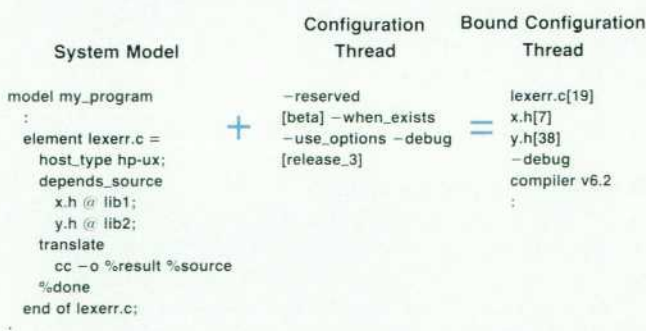 System Model
model my_program
:
element lexerr.c =
host_type hp-ux;
depends_source
x.h @ lib1;
y.h @ lib2;
translate
cc –o %result %source
%done
end of lexerr.c;
+
Configuration
Thread
–reserved
[beta] –when_exists
–use_options –debug
[release_3]
=
Bound Configuration
Thread
lexerr.c[19]
x.h[7]
y.h[38]
–debug
compiler v6.2
: